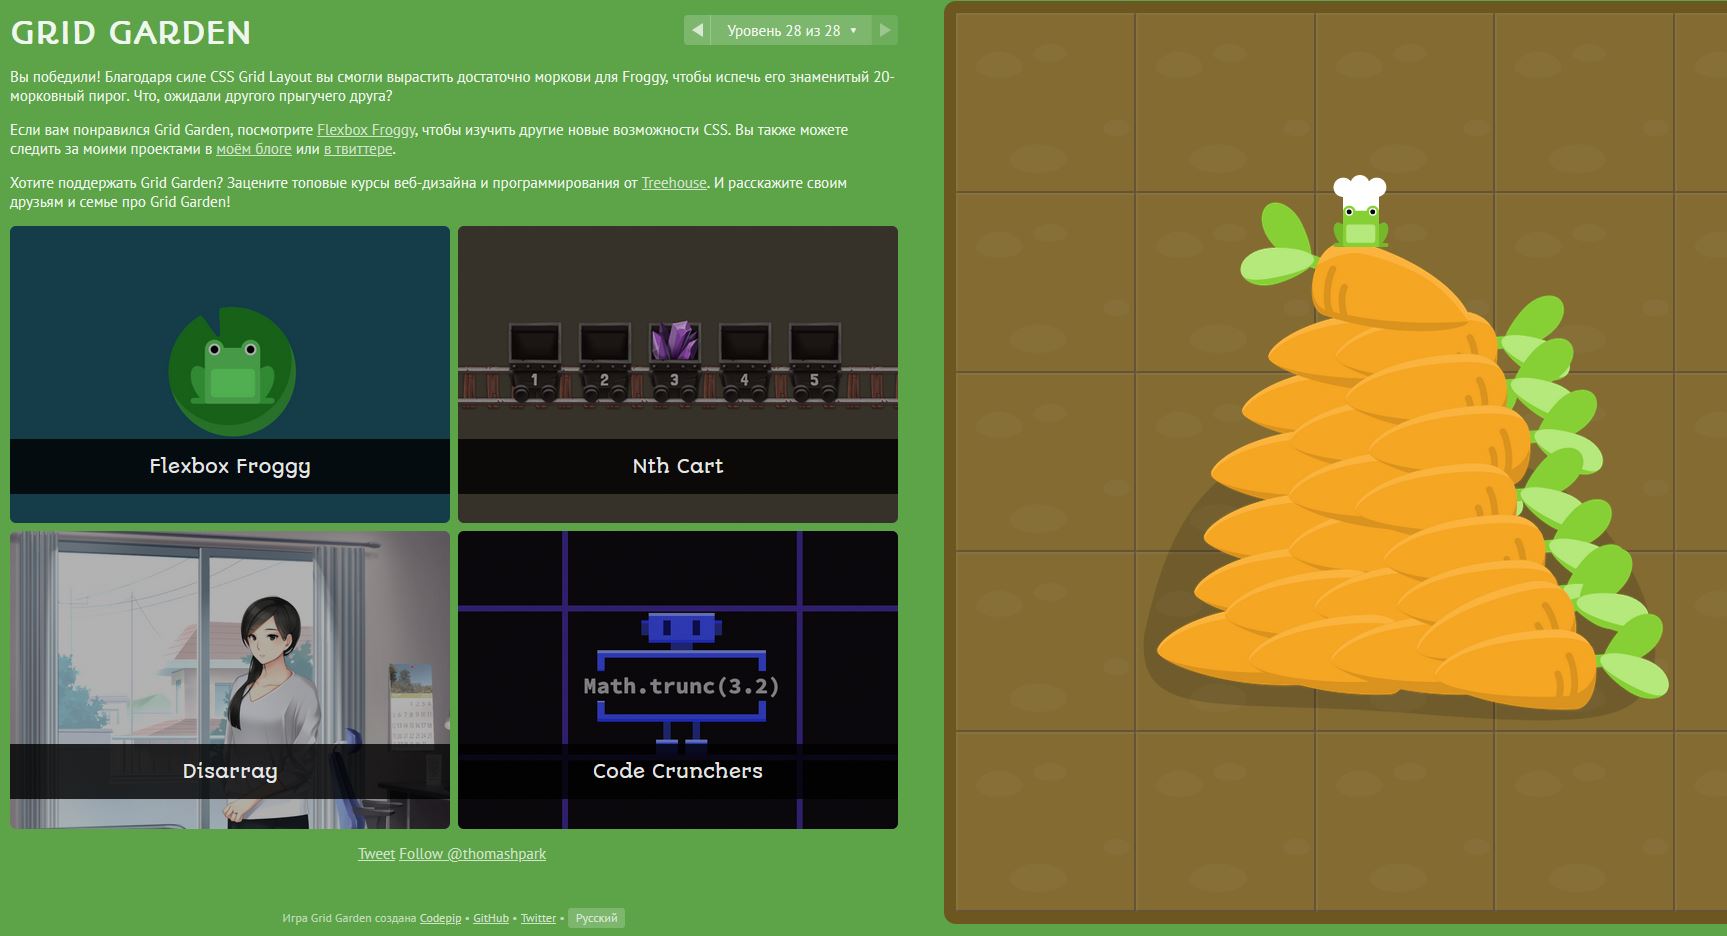 GRID GARDEN
Уровень 28 из 28
Вы победили! Благодаря силе CSS Grid Layout вы смогли вырастить достаточно моркови для Froggy, чтобы испечь его знаменитый 20-
морковный пирог. Что, ожидали другого прыгучего друга?
Если вам понравился Grid Garden, посмотрите Flexbox Froggy, чтобы изучить другие новые возможности CSS. Вы также можете
следить за моими проектами в моём блоге или в твиттере.
Хотите поддержать Grid Garden? Зацените топовые курсы веб-дизайна и программирования от Treehouse. И расскажите своим
друзьям и семье про Grid Garden!
1 2 3 4 5
Flexbox Froggy
Nth Cart
Math.trunc(3.2)
Disarray
Code Crunchers
Tweet Follow @thomashpark
Игра Grid Garden создана Codepip • GitHub • Twitter • Русский